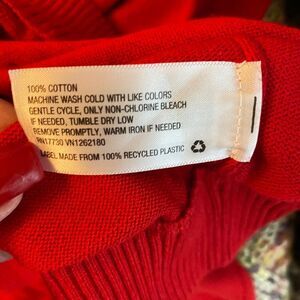 100% COTTON
MACHINE WASH COLD WITH LIKE COLORS
GENTLE CYCLE, ONLY NON-CHLORINE BLEACH
IF NEEDED, TUMBLE DRY LOW
REMOVE PROMPTLY, WARM IRON IF NEEDED
RN17730 VN1262180
LABEL MADE FROM 100% RECYCLED PLASTIC